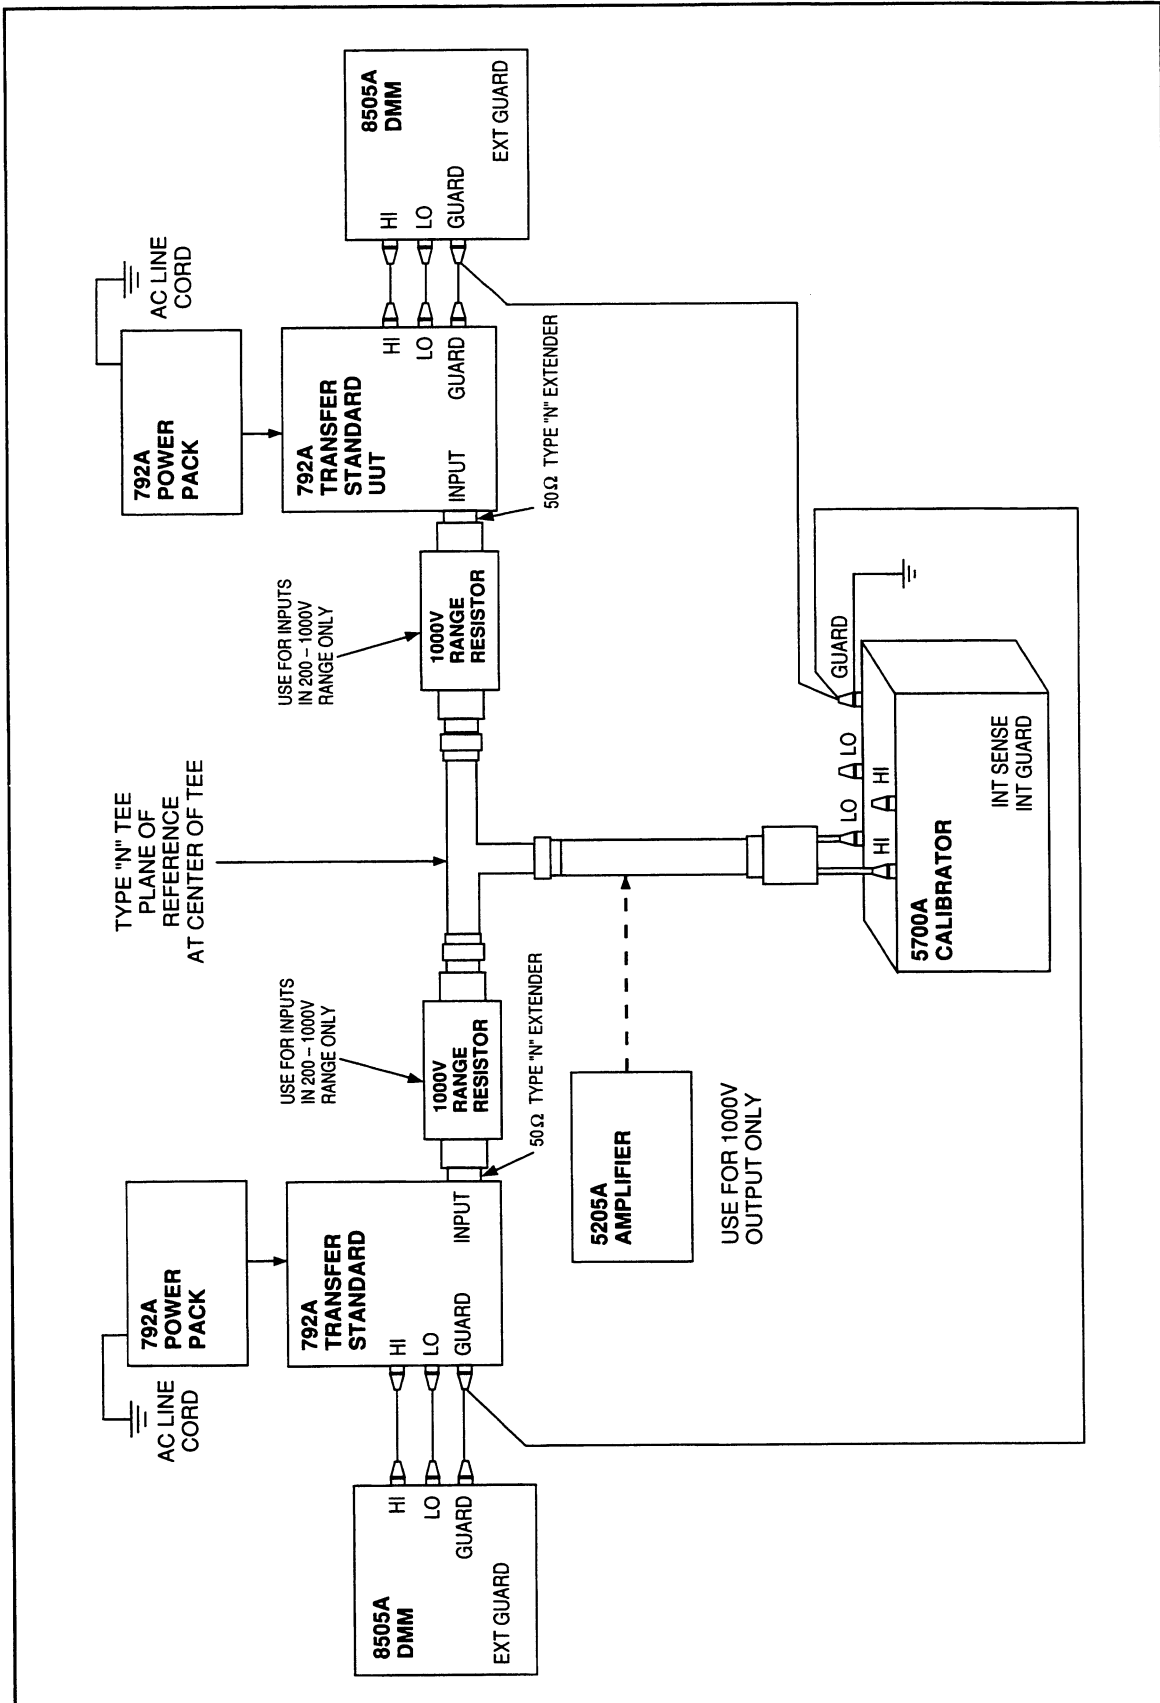 AC LINE
CORD
792A
POWER
PACK
792A
POWER
PACK
AC LINE
CORD
8505A
DMM
HI
LO
GUARD
EXT GUARD
792A
TRANSFER
STANDARD
HI
LO
GUARD
INPUT
50Ω TYPE "N" EXTENDER
USE FOR INPUTS
IN 200 – 1000V
RANGE ONLY
1000V
RANGE
RESISTOR
TYPE "N" TEE
PLANE OF
REFERENCE
AT CENTER OF TEE
USE FOR INPUTS
IN 200 – 1000V
RANGE ONLY
1000V
RANGE
RESISTOR
50Ω TYPE "N" EXTENDER
792A
TRANSFER
STANDARD
UUT
INPUT
HI
LO
GUARD
8505A
DMM
HI
LO
GUARD
EXT GUARD
5205A
AMPLIFIER
USE FOR 1000V
OUTPUT ONLY
LO
LO
GUARD
HI
HI
5700A
CALIBRATOR
INT SENSE
INT GUARD